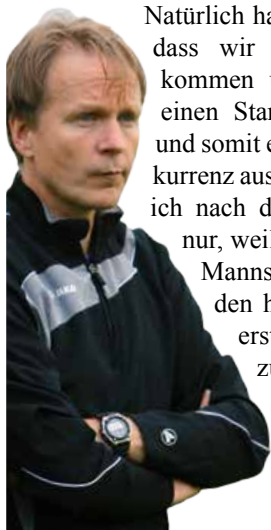 Natürlich ha
dass wir
kommen
einen Star
und somit e
kurrenz aus
ich nach d
nur, weil
Manns
den h
erst
zu
JAKO